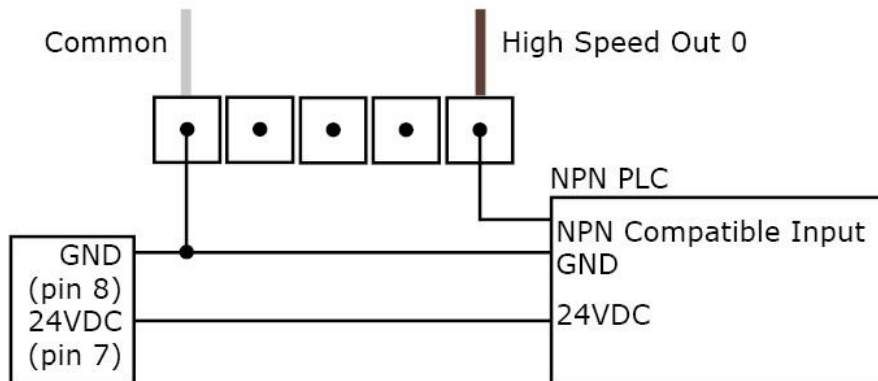 Common
High Speed Out 0
NPN PLC
NPN Compatible Input
GND
GND
(pin 8)
24VDC
24VDC
(pin 7)